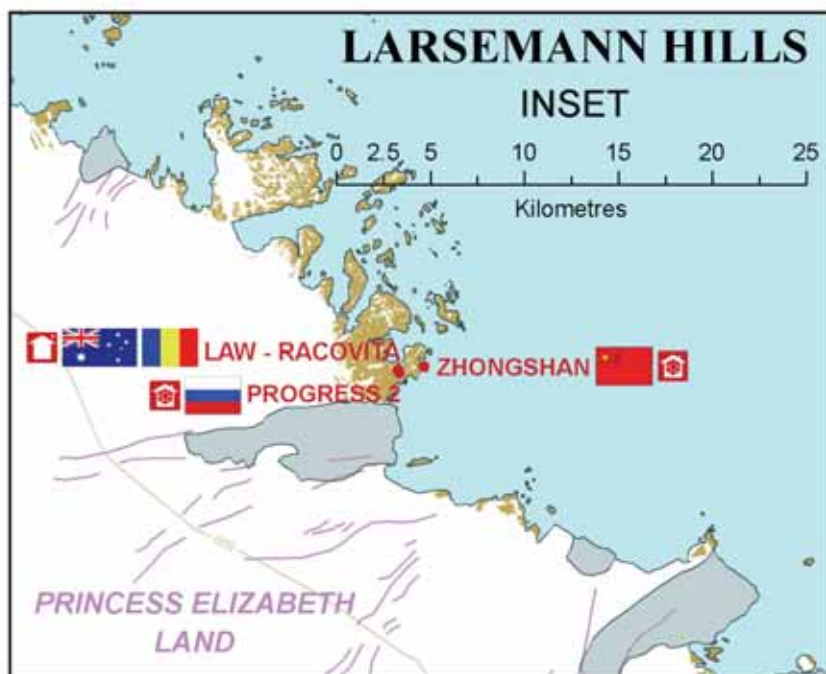 LARSEMANN HILLS
INSET
0 2.5 5 10 15 20 25
Kilometres
LAW - RACOVITA
ZHONGSHAN
PROGRESS 2
PRINCESS ELIZABETH
LAND